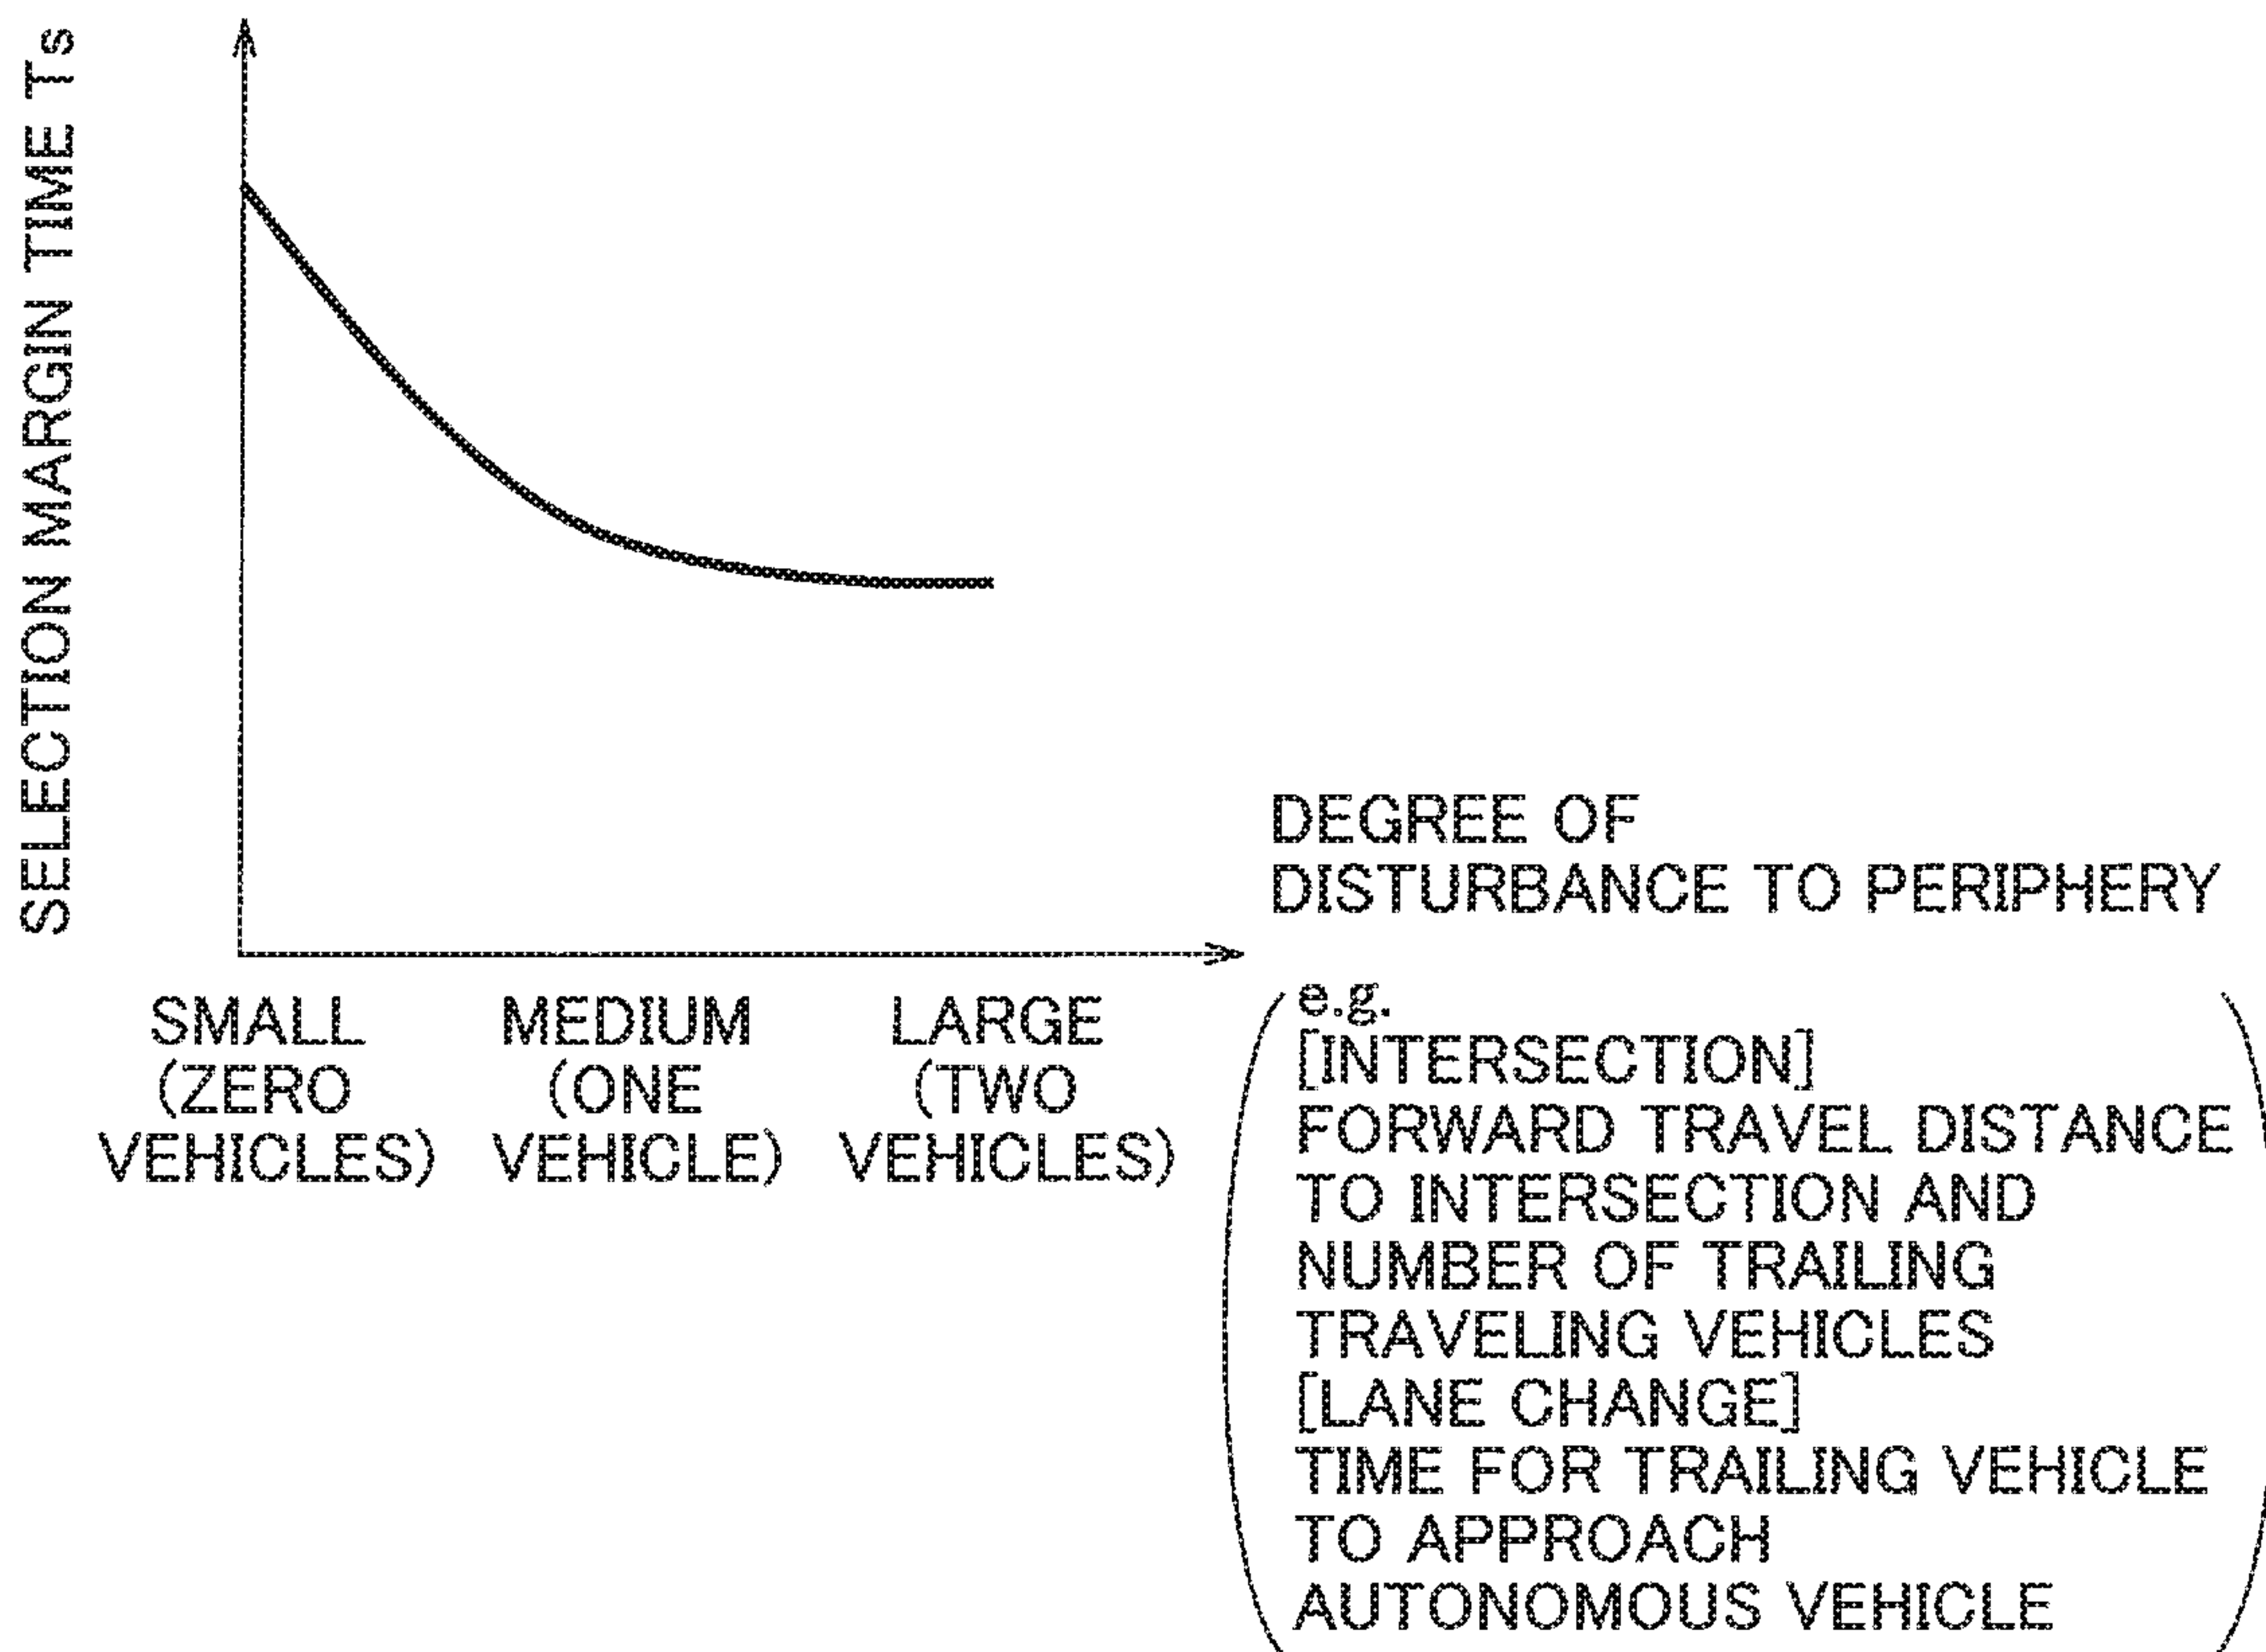 SELECTION MARGIN TIME Ts
DEGREE OF
DISTURBANCE TO PERIPHERY
SMALL
(ZERO
VEHICLES)
MEDIUM
(ONE
VEHICLE)
LARGE
(TWO
VEHICLES)
e.g.
[INTERSECTION]
FORWARD TRAVEL DISTANCE
TO INTERSECTION AND
NUMBER OF TRAILING
TRAVELING VEHICLES
[LANE CHANGE]
TIME FOR TRAILING VEHICLE
TO APPROACH
AUTONOMOUS VEHICLE